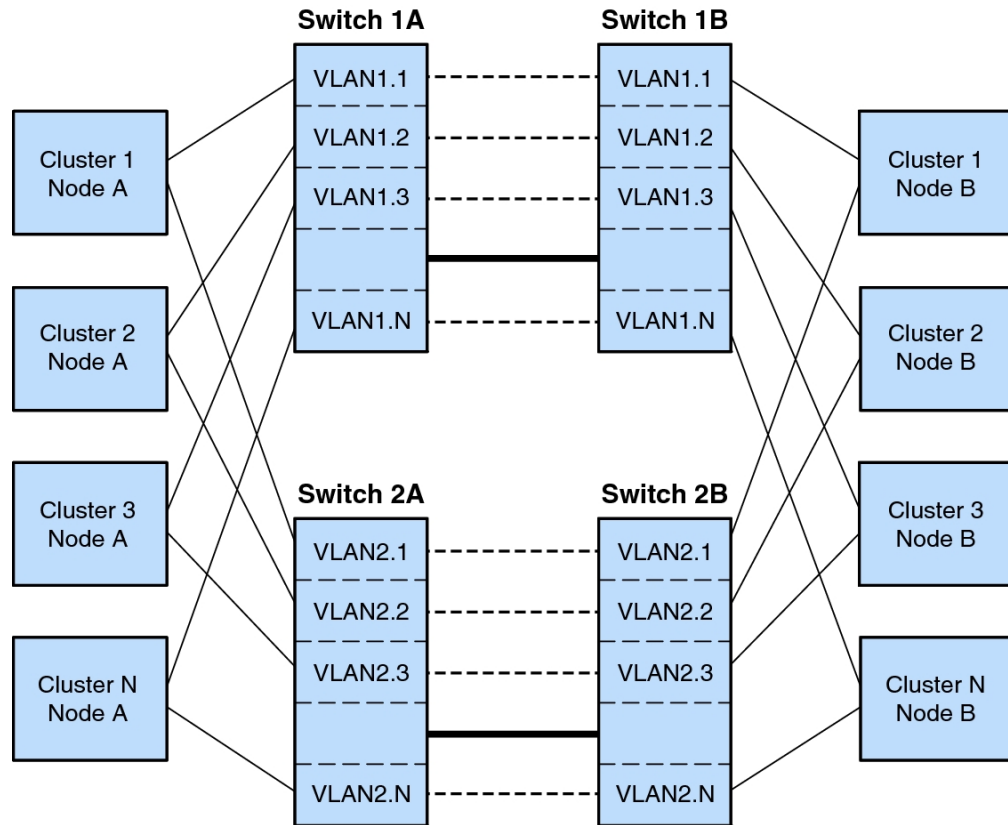 Switch 1A
Switch 1B
VLAN1.1
VLAN1.2
VLAN1.3
VLAN1.N
VLAN1.1
VLAN1.2
VLAN1.3
VLAN1.N
Cluster 1
Node A
Cluster 2
Node A
Cluster 3
Node A
Cluster N
Node A
Cluster 1
Node B
Cluster 2
Node B
Cluster 3
Node B
Cluster N
Node B
Switch 2A
Switch 2B
VLAN2.1
VLAN2.2
VLAN2.3
VLAN2.N
VLAN2.1
VLAN2.2
VLAN2.3
VLAN2.N